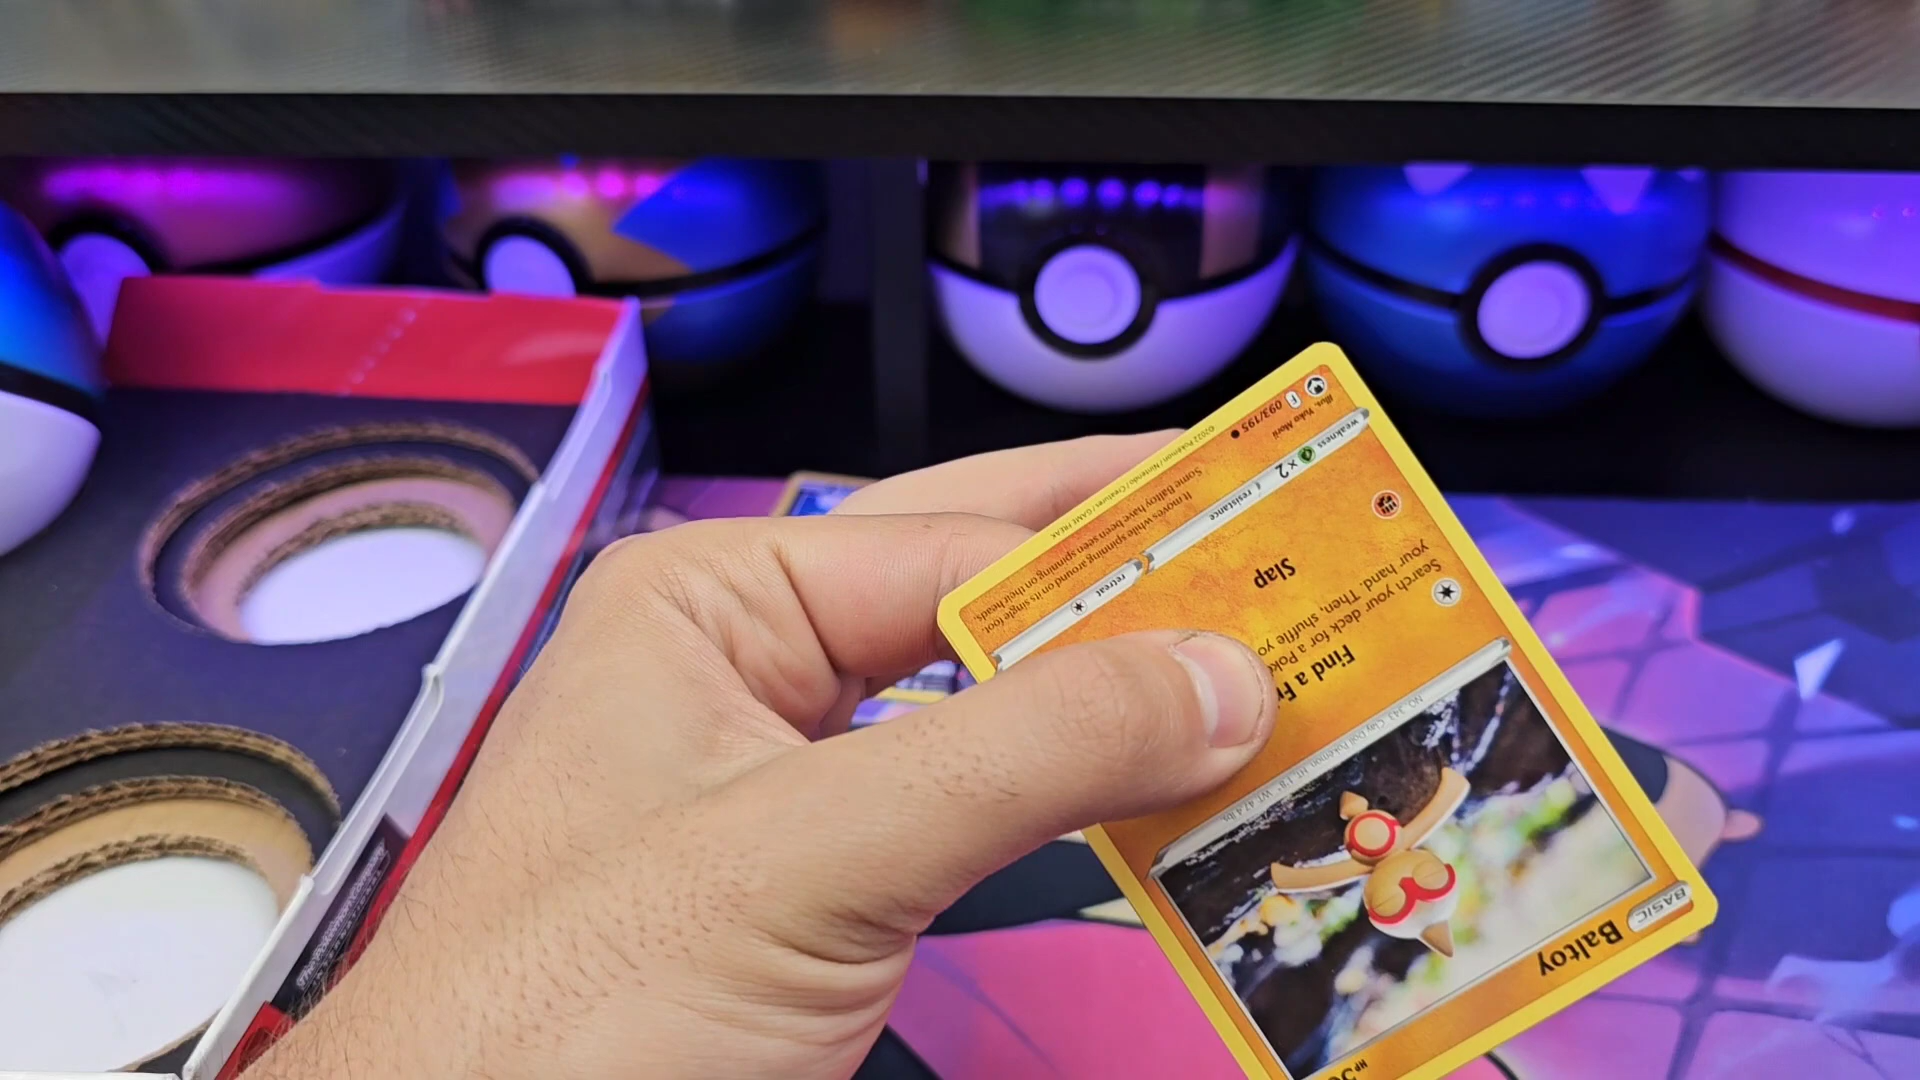 BASIC
Baltoy
HP
NO. 343 Clay Doll Pokémon HT: 1'8" WT: 47.4 lbs.
Find a Fri
Search your deck for a Poké
your hand. Then, shuffle yo
Slap
weakness ×2 resistance retreat
Illus. Yuko Morii
F 093/195 ●
It moves while spinning around on its single foot.
Some Baltoy have been seen spinning on their heads.
©2022 Pokémon / Nintendo / Creatures / GAME FREAK